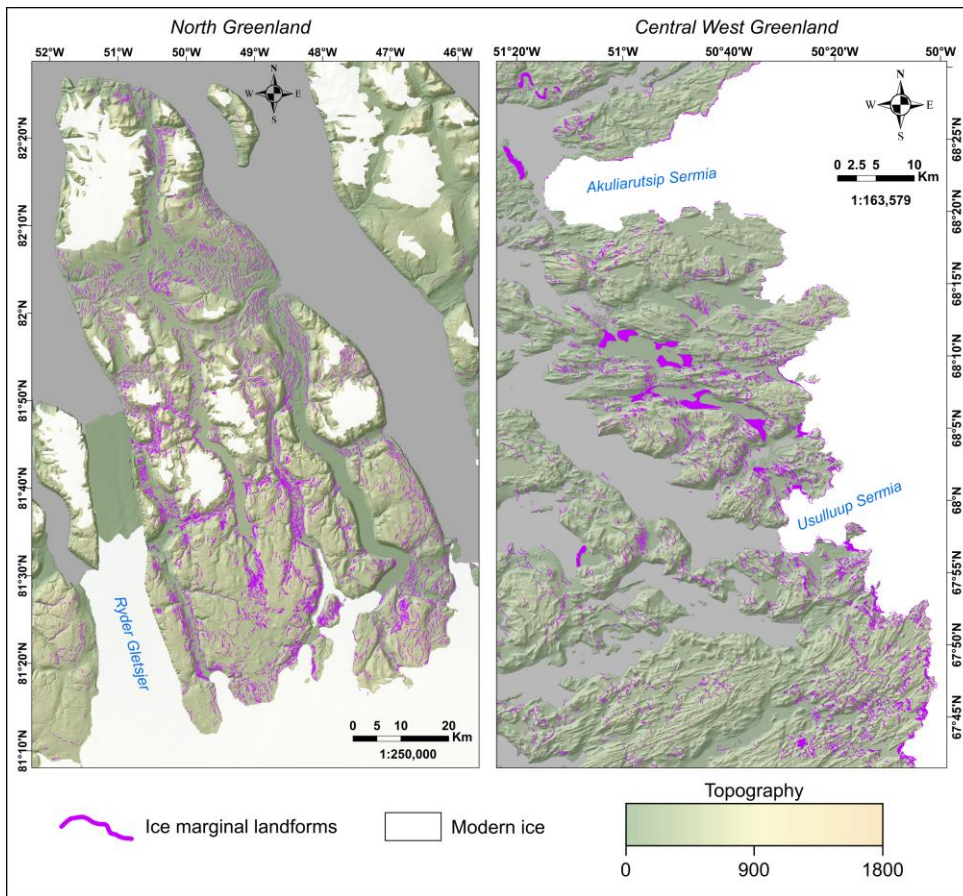 North Greenland
Central West Greenland
52°W 51°W 50°W 49°W 48°W 47°W 46°W
51°20'W 51°W 50°40'W 50°20'W 50°W
82°20'N
82°10'N
82°N
81°50'N
81°40'N
81°30'N
81°20'N
81°10'N
N
W E
S
Ryder Gletsjer
0 5 10 20
Km
1:250,000
N
W E
S
0 2.5 5 10
Km
1:163,579
Akuliarutsip Sermia
Usulluup Sermia
68°25'N
68°20'N
68°15'N
68°10'N
68°5'N
68°N
67°55'N
67°50'N
67°45'N
Ice marginal landforms
Modern ice
Topography
0 900 1800